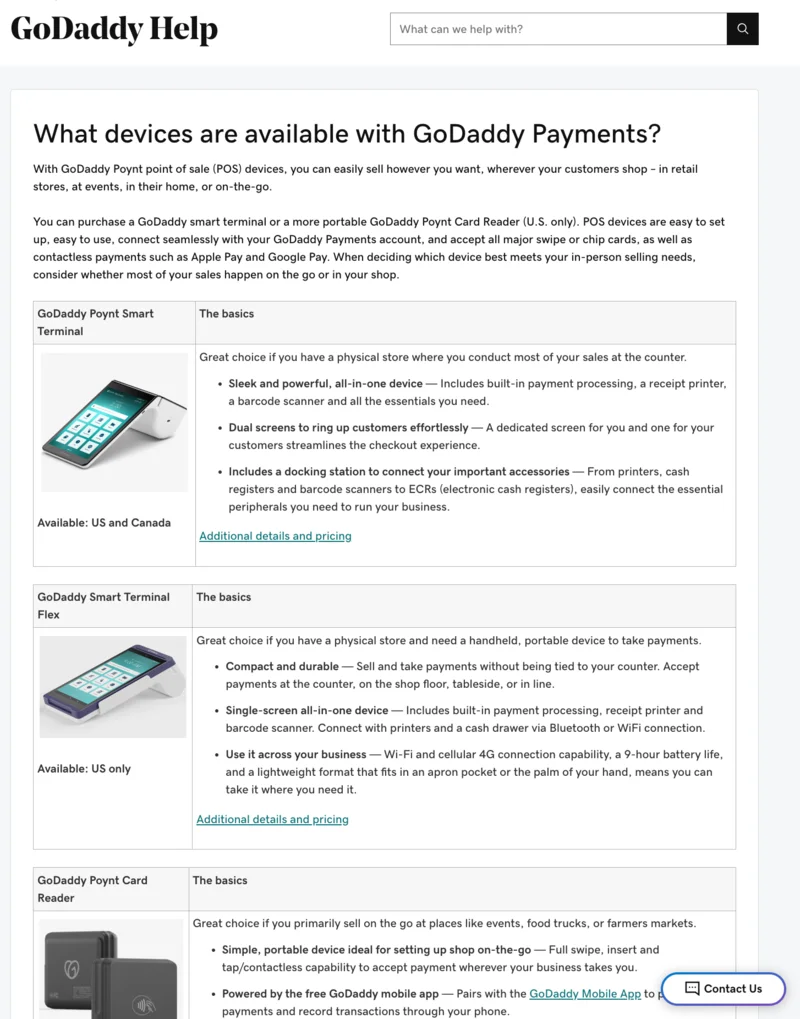 GoDaddy Help
What can we help with?
What devices are available with GoDaddy Payments?
With GoDaddy Poynt point of sale (POS) devices, you can easily sell however you want, wherever your customers shop – in retail
stores, at events, in their home, or on-the-go.
You can purchase a GoDaddy smart terminal or a more portable GoDaddy Poynt Card Reader (U.S. only). POS devices are easy to set
up, easy to use, connect seamlessly with your GoDaddy Payments account, and accept all major swipe or chip cards, as well as
contactless payments such as Apple Pay and Google Pay. When deciding which device best meets your in-person selling needs,
consider whether most of your sales happen on the go or in your shop.
GoDaddy Poynt Smart
Terminal
The basics
Available: US and Canada
Great choice if you have a physical store where you conduct most of your sales at the counter.
• Sleek and powerful, all-in-one device — Includes built-in payment processing, a receipt printer,
a barcode scanner and all the essentials you need.
• Dual screens to ring up customers effortlessly — A dedicated screen for you and one for your
customers streamlines the checkout experience.
• Includes a docking station to connect your important accessories — From printers, cash
registers and barcode scanners to ECRs (electronic cash registers), easily connect the essential
peripherals you need to run your business.
Additional details and pricing
GoDaddy Smart Terminal
Flex
The basics
Available: US only
Great choice if you have a physical store and need a handheld, portable device to take payments.
• Compact and durable — Sell and take payments without being tied to your counter. Accept
payments at the counter, on the shop floor, tableside, or in line.
• Single-screen all-in-one device — Includes built-in payment processing, receipt printer and
barcode scanner. Connect with printers and a cash drawer via Bluetooth or WiFi connection.
• Use it across your business — Wi-Fi and cellular 4G connection capability, a 9-hour battery life,
and a lightweight format that fits in an apron pocket or the palm of your hand, means you can
take it where you need it.
Additional details and pricing
GoDaddy Poynt Card
Reader
The basics
Great choice if you primarily sell on the go at places like events, food trucks, or farmers markets.
• Simple, portable device ideal for setting up shop on-the-go — Full swipe, insert and
tap/contactless capability to accept payment wherever your business takes you.
• Powered by the free GoDaddy mobile app — Pairs with the GoDaddy Mobile App to
payments and record transactions through your phone.
Contact Us